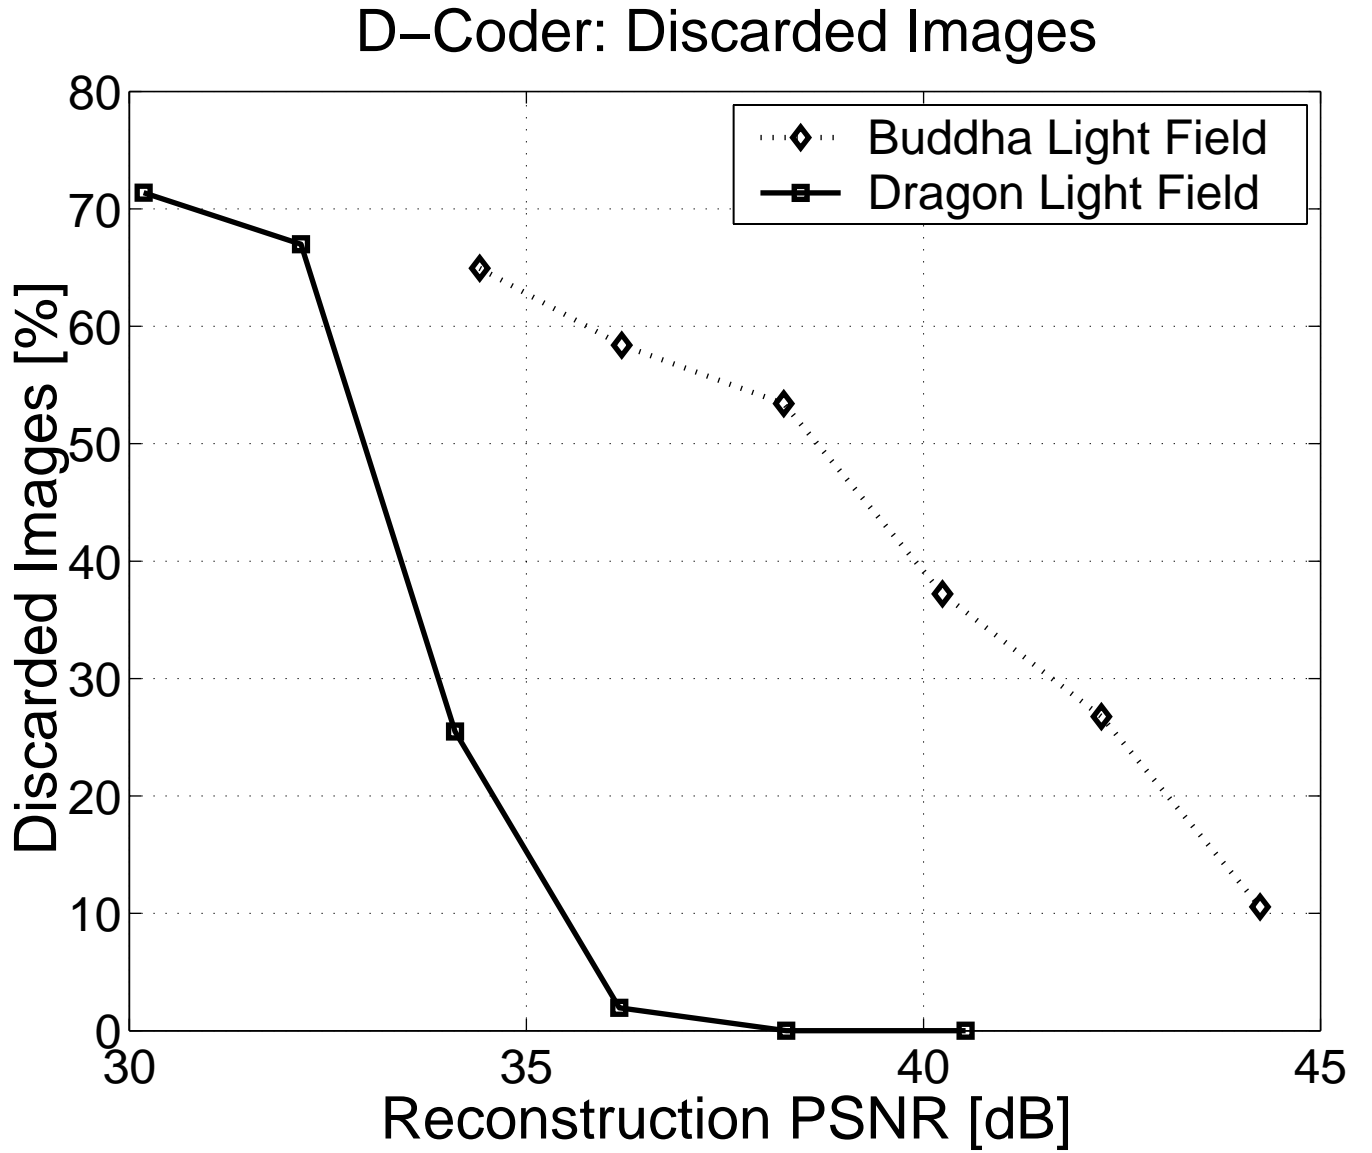 D–Coder: Discarded Images
Buddha Light Field
Dragon Light Field
Discarded Images [%]
80
70
60
50
40
30
20
10
0
30 35 40 45
Reconstruction PSNR [dB]